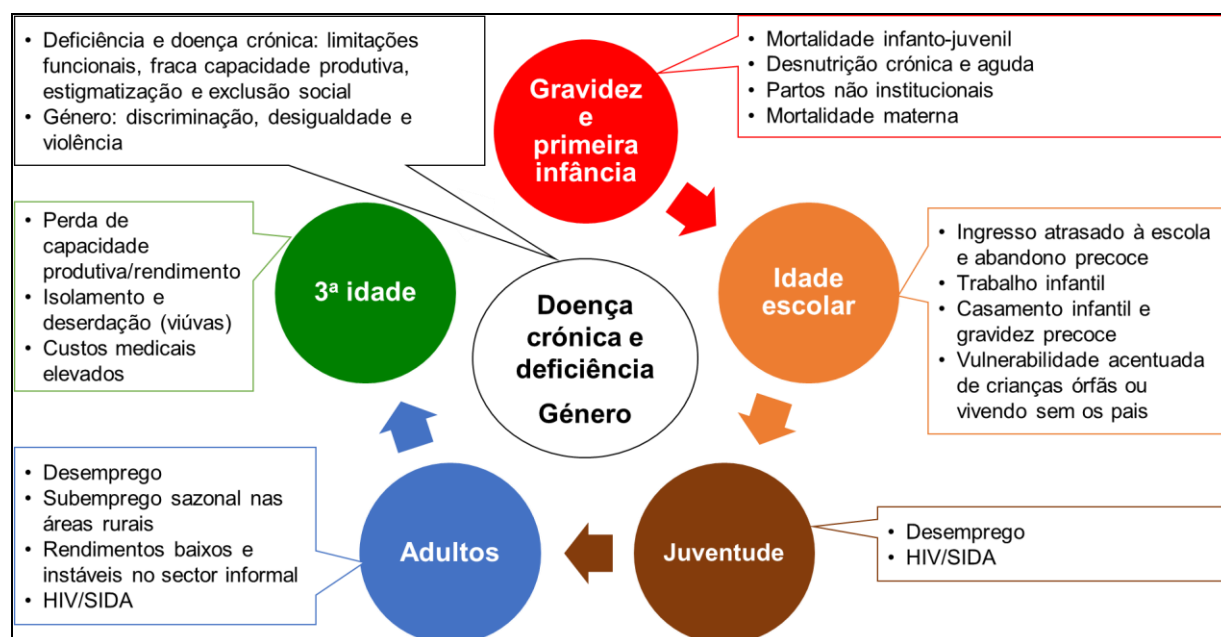 • Deficiência e doença crónica: limitações
funcionais, fraca capacidade produtiva,
estigmatização e exclusão social
• Género: discriminação, desigualdade e
violência
Gravidez
e
primeira
infância
• Mortalidade infanto-juvenil
• Desnutrição crónica e aguda
• Partos não institucionais
• Mortalidade materna
• Perda de
capacidade
produtiva/rendimento
• Isolamento e
deserdação (viúvas)
• Custos medicais
elevados
3ª idade
Doença
crónica e
deficiência
Género
Idade
escolar
• Ingresso atrasado à escola
e abandono precoce
• Trabalho infantil
• Casamento infantil e
gravidez precoce
• Vulnerabilidade acentuada
de crianças órfãs ou
vivendo sem os pais
• Desemprego
• Subemprego sazonal nas
áreas rurais
• Rendimentos baixos e
instáveis no sector informal
• HIV/SIDA
Adultos
Juventude
• Desemprego
• HIV/SIDA